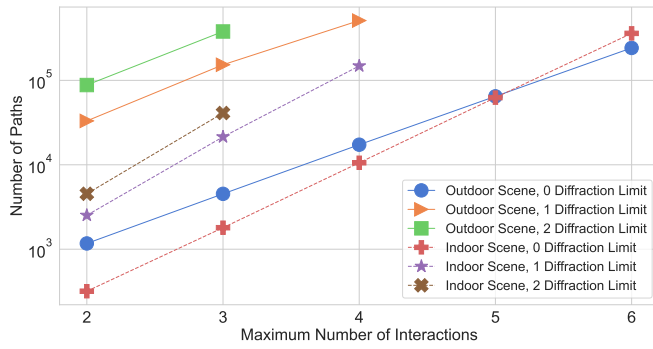 Number of Paths
10^5
10^4
10^3
Outdoor Scene, 0 Diffraction Limit
Outdoor Scene, 1 Diffraction Limit
Outdoor Scene, 2 Diffraction Limit
Indoor Scene, 0 Diffraction Limit
Indoor Scene, 1 Diffraction Limit
Indoor Scene, 2 Diffraction Limit
2 3 4 5 6
Maximum Number of Interactions